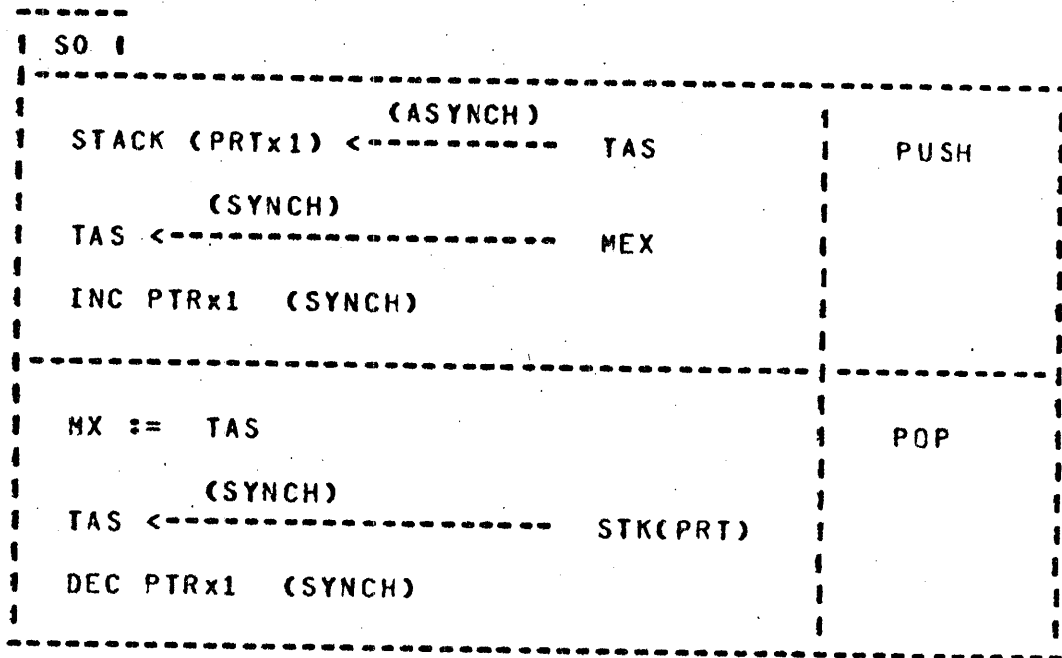 SO
(ASYNCH)
STACK (PRTx1) <----------- TAS PUSH
(SYNCH)
TAS <--------------------- MEX
INC PTRx1 (SYNCH)
MX := TAS POP
(SYNCH)
TAS <--------------------- STK(PRT)
DEC PTRx1 (SYNCH)